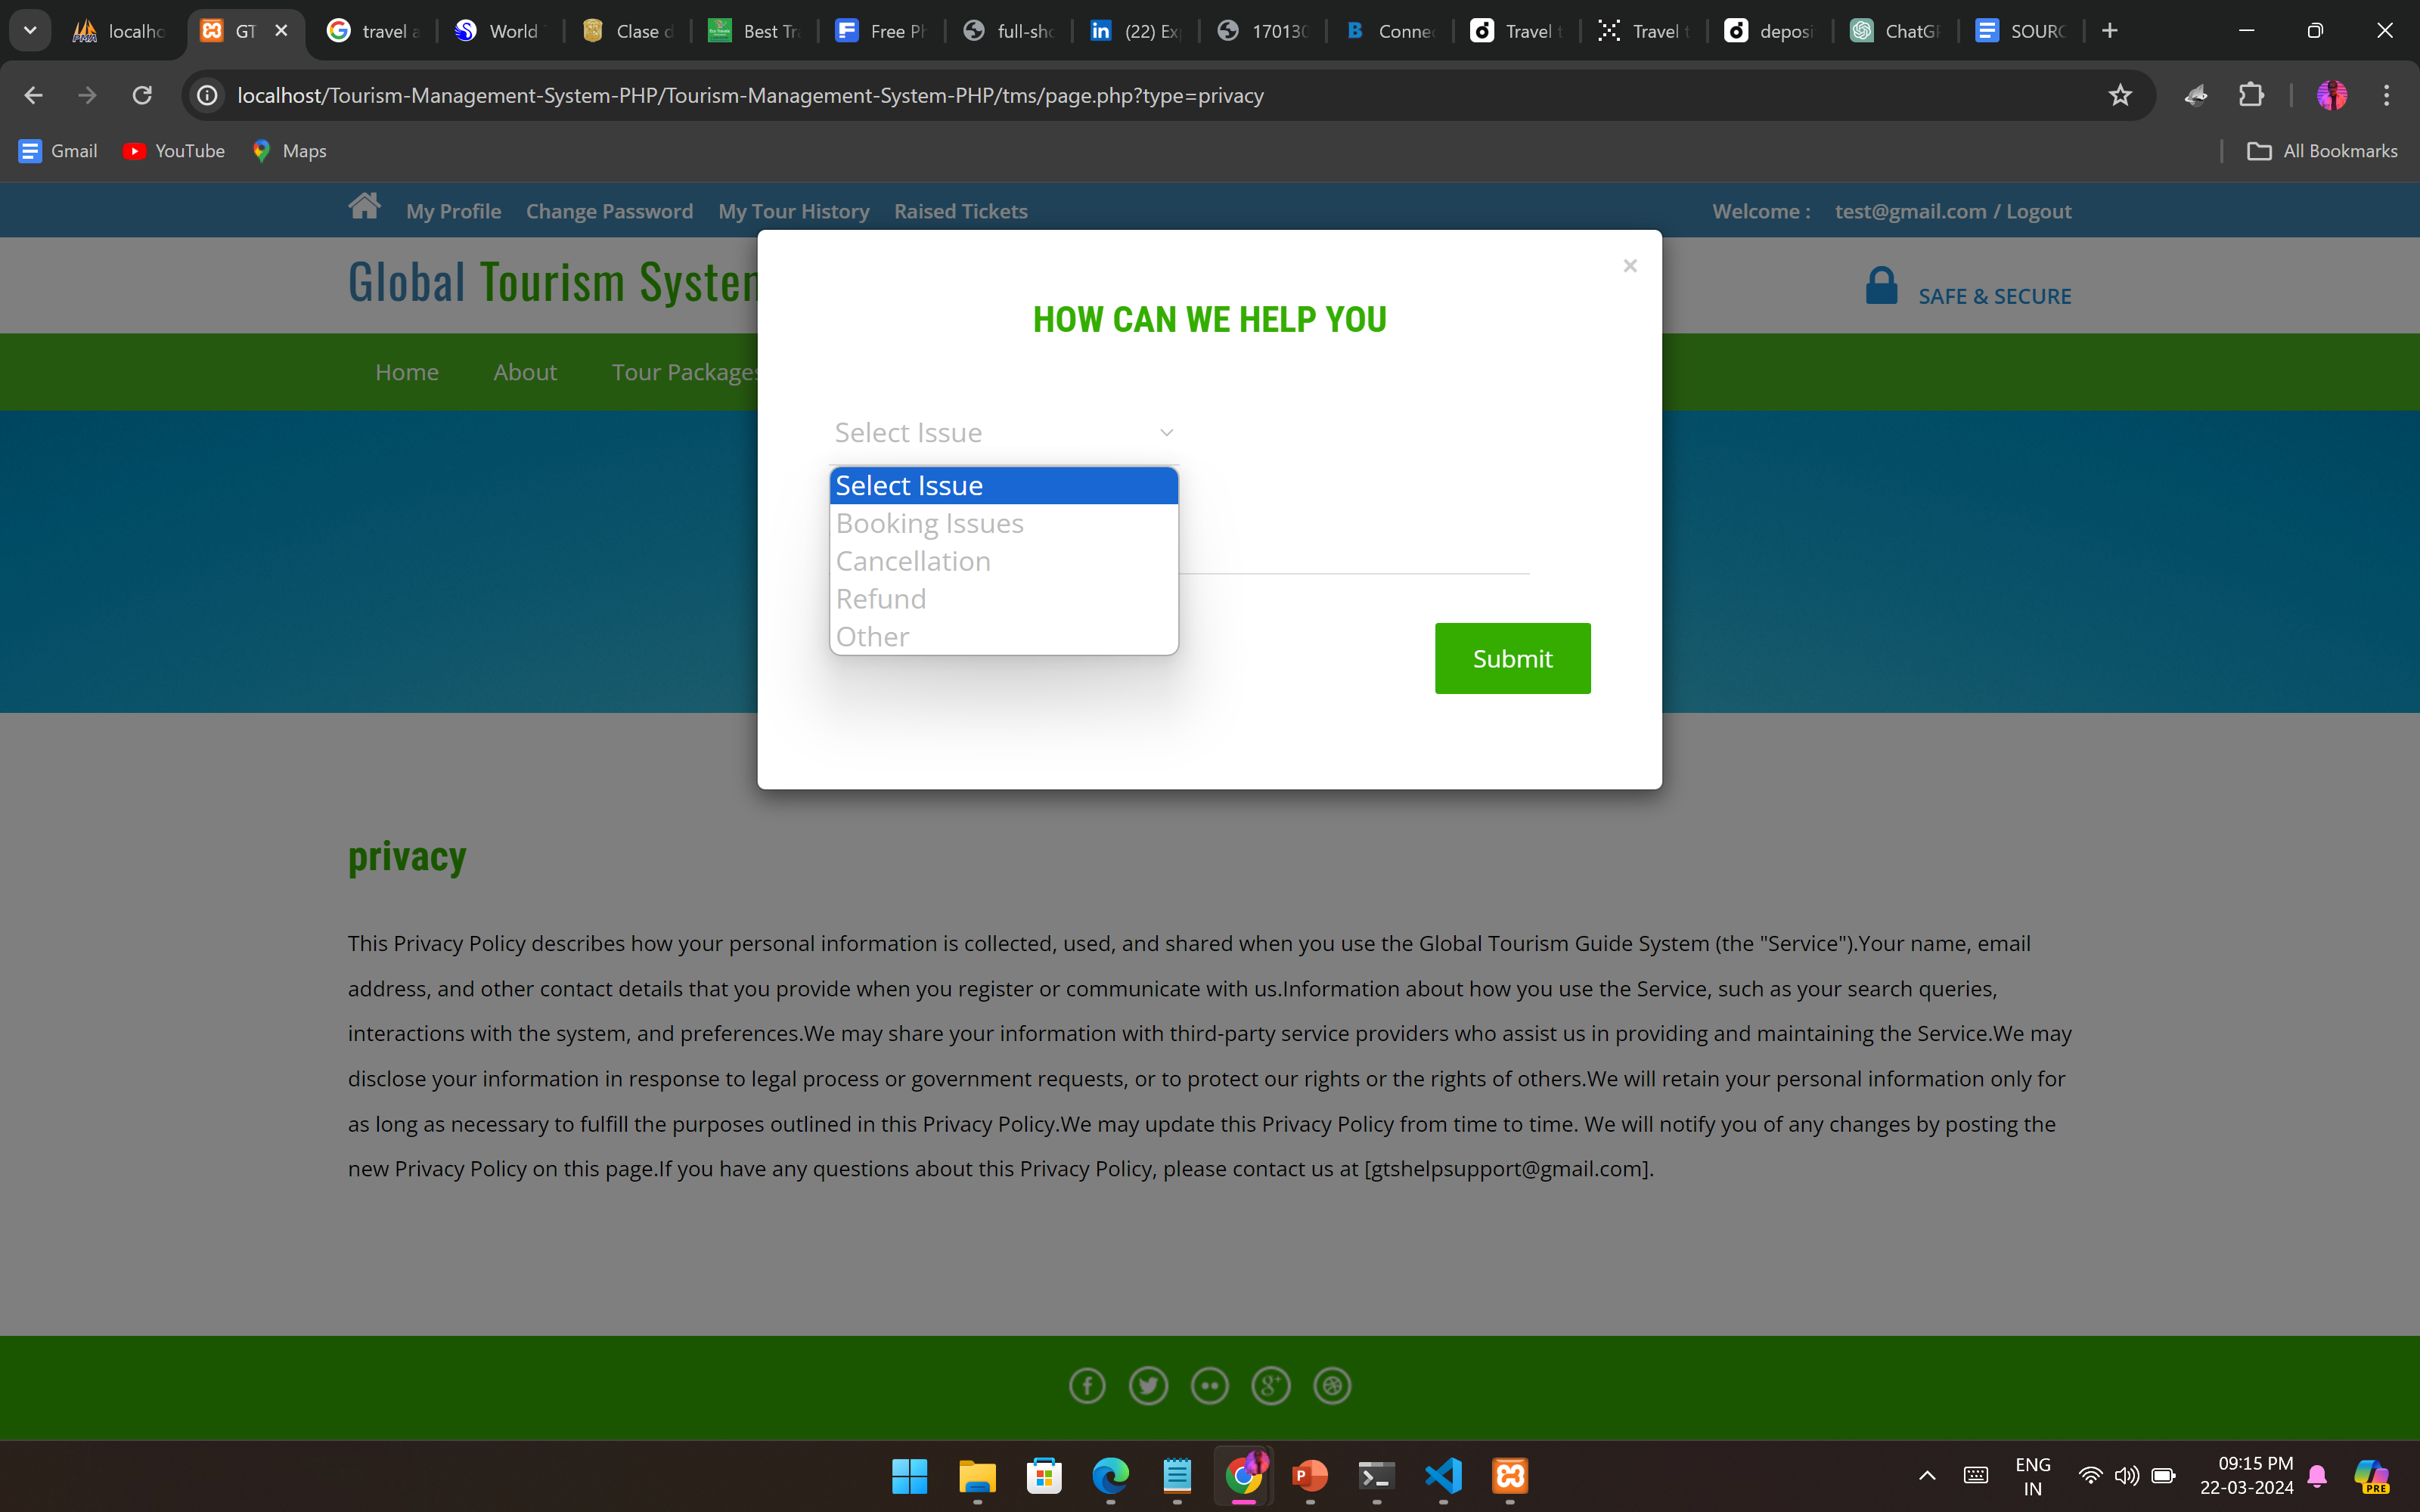 localho
GT
travel a
World
Clase d
Best Tr
Free Ph
full-sho
(22) Ex
170130
Connec
Travel t
Travel t
deposi
ChatGP
SOURC
localhost/Tourism-Management-System-PHP/Tourism-Management-System-PHP/tms/page.php?type=privacy
Gmail
YouTube
Maps
All Bookmarks
My Profile
Change Password
My Tour History
Raised Tickets
Welcome :
test@gmail.com / Logout
Global Tourism System
SAFE & SECURE
Home
About
Tour Packages
×
HOW CAN WE HELP YOU
Select Issue
Select Issue
Booking Issues
Cancellation
Refund
Other
Submit
privacy
This Privacy Policy describes how your personal information is collected, used, and shared when you use the Global Tourism Guide System (the "Service").Your name, email
address, and other contact details that you provide when you register or communicate with us.Information about how you use the Service, such as your search queries,
interactions with the system, and preferences.We may share your information with third-party service providers who assist us in providing and maintaining the Service.We may
disclose your information in response to legal process or government requests, or to protect our rights or the rights of others.We will retain your personal information only for
as long as necessary to fulfill the purposes outlined in this Privacy Policy.We may update this Privacy Policy from time to time. We will notify you of any changes by posting the
new Privacy Policy on this page.If you have any questions about this Privacy Policy, please contact us at [gtshelpsupport@gmail.com].
ENG
IN
09:15 PM
22-03-2024
PRE